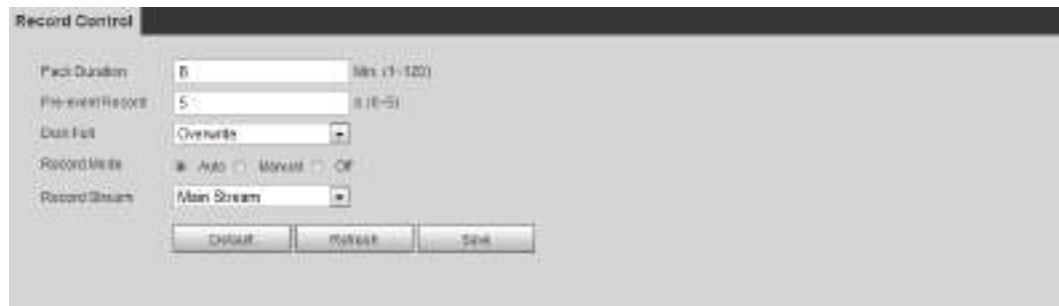 Record Control
Pack Duration 8 Min. (1~120)
Pre-event Record 5 s (0~5)
Disk Full Overwrite
Record Mode Auto Manual Off
Record Stream Main Stream
Default Refresh Save